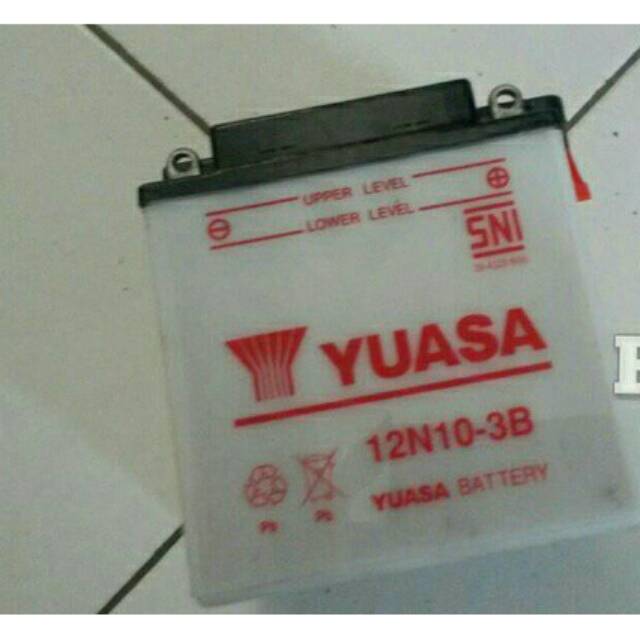 UPPER LEVEL
LOWER LEVEL
SNI
YUASA
12N10-3B
YUASA BATTERY
Pb Pb